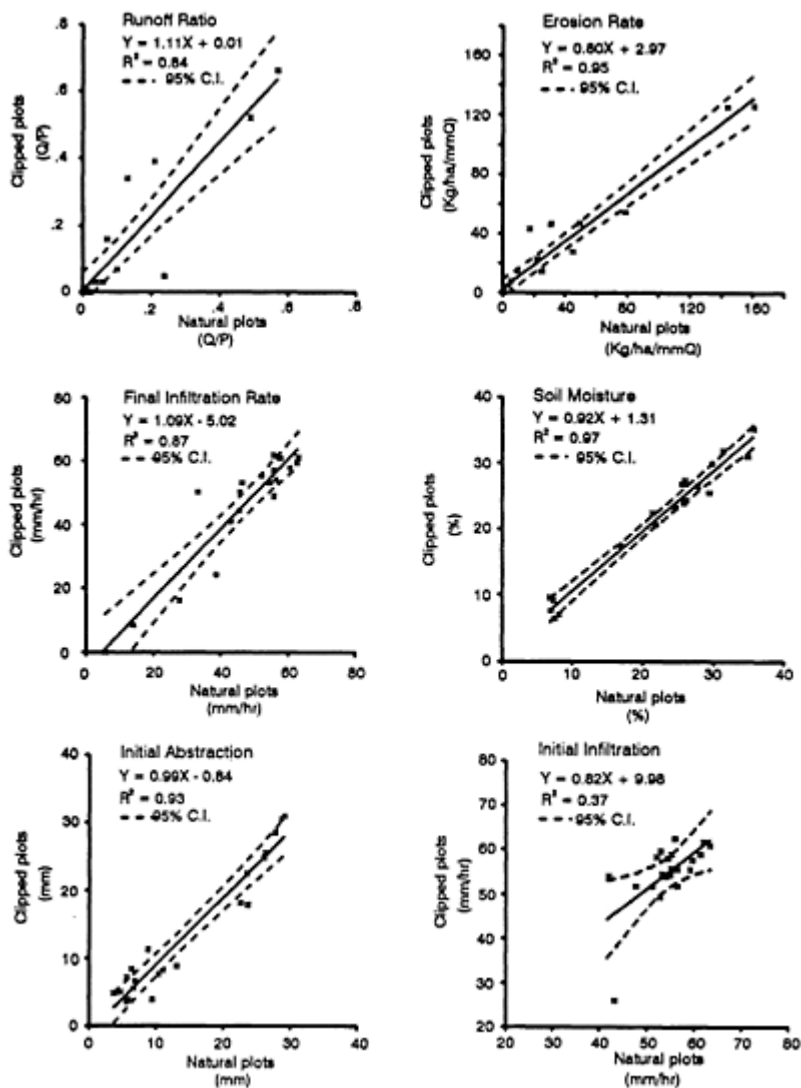 Runoff Ratio
Y = 1.11X + 0.01
R² = 0.84
95% C.I.
.8
.6
.4
.2
0
Clipped plots
(Q/P)
0 .2 .4 .6 .8
Natural plots
(Q/P)
Erosion Rate
Y = 0.80X + 2.97
R² = 0.95
95% C.I.
160
120
80
40
0
Clipped plots
(Kg/ha/mmQ)
0 40 80 120 160
Natural plots
(Kg/ha/mmQ)
Final Infiltration Rate
Y = 1.09X - 5.02
R² = 0.87
95% C.I.
80
60
40
20
0
Clipped plots
(mm/hr)
0 20 40 60 80
Natural plots
(mm/hr)
Soil Moisture
Y = 0.92X + 1.31
R² = 0.97
95% C.I.
40
30
20
10
0
Clipped plots
(%)
0 10 20 30 40
Natural plots
(%)
Initial Abstraction
Y = 0.99X - 0.84
R² = 0.93
95% C.I.
40
30
20
10
0
Clipped plots
(mm)
0 10 20 30 40
Natural plots
(mm)
Initial Infiltration
Y = 0.82X + 9.98
R² = 0.37
95% C.I.
80
70
60
50
40
30
20
Clipped plots
(mm/hr)
20 30 40 50 60 70 80
Natural plots
(mm/hr)